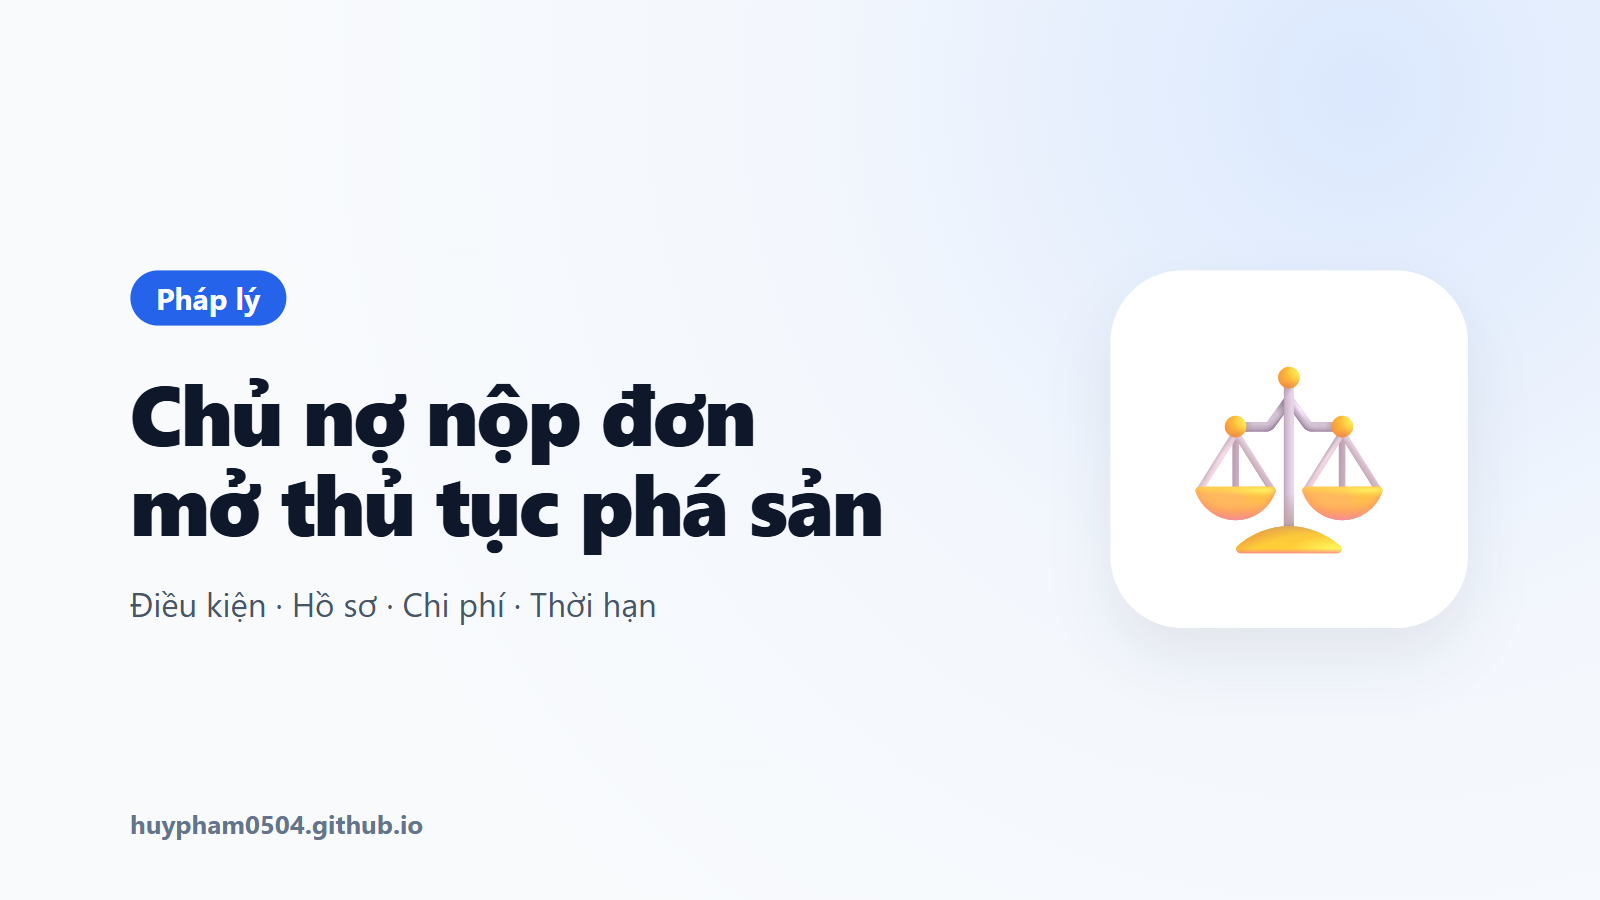 Pháp lý
Chủ nợ nộp đơn
mở thủ tục phá sản
Điều kiện · Hồ sơ · Chi phí · Thời hạn
huypham0504.github.io